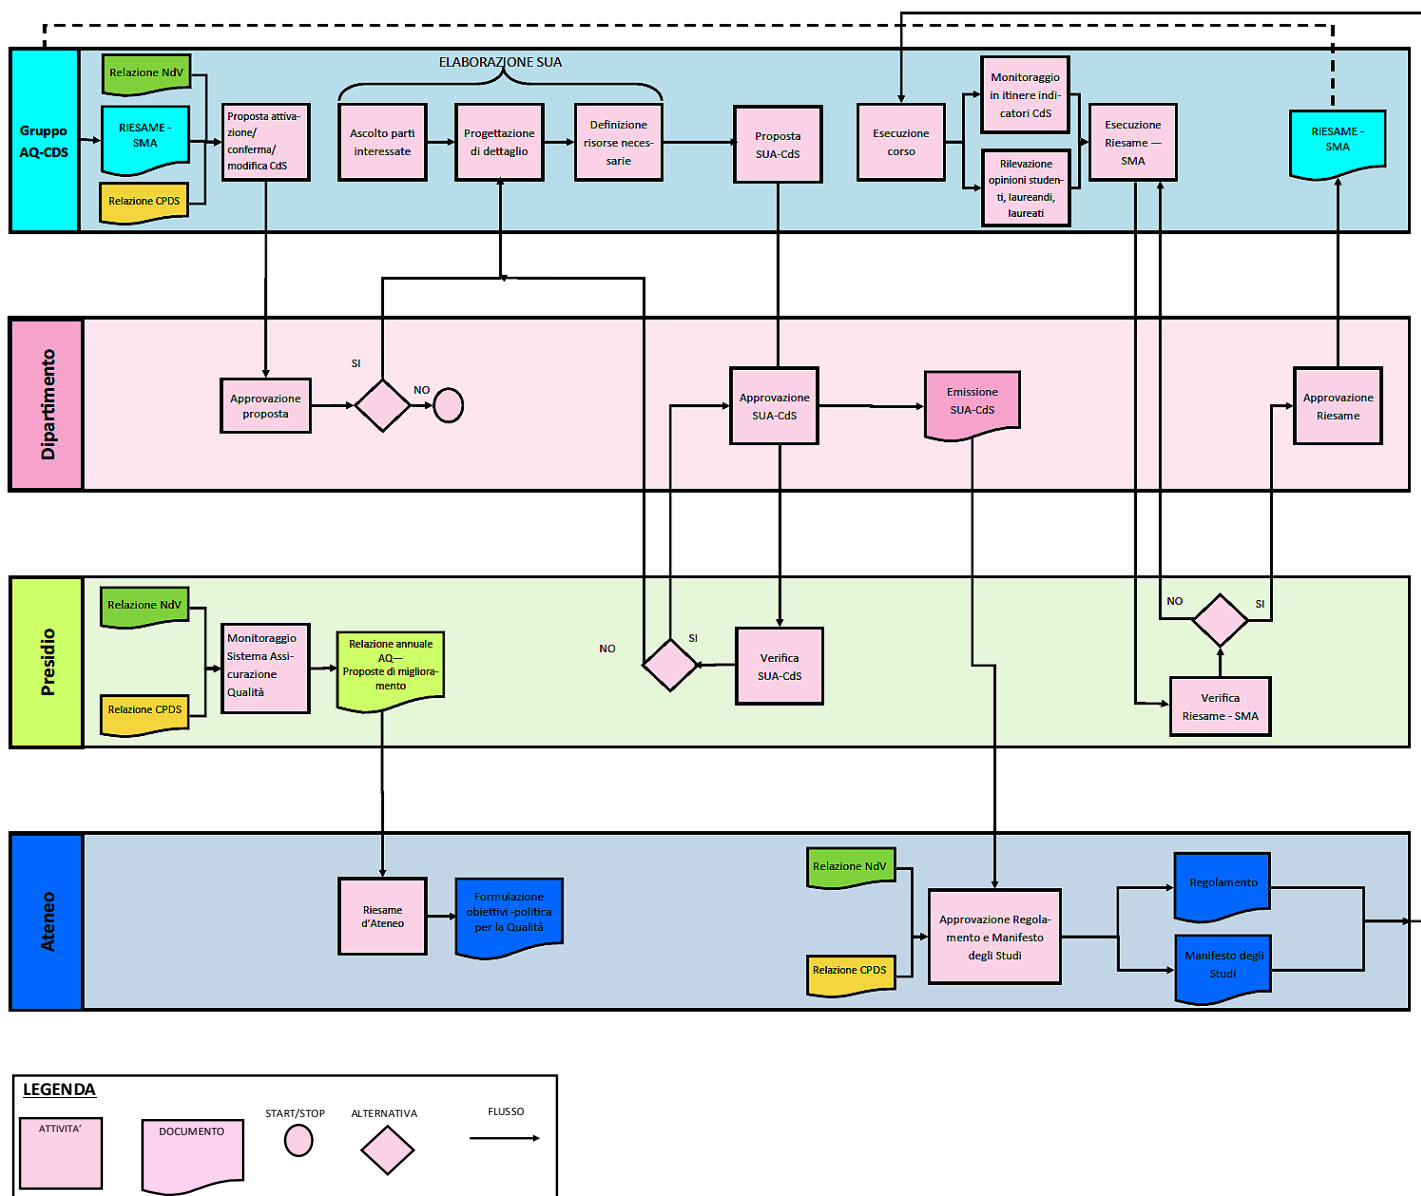 ELABORAZIONE SUA
Gruppo
AQ-CDS
Relazione NdV
RIESAME -
SMA
Relazione CPDS
Proposta attiva-
zione/
conferma/
modifica CdS
Ascolto parti
interessate
Progettazione
di dettaglio
Definizione
risorse neces-
sarie
Proposta
SUA-CdS
Esecuzione
corso
Monitoraggio
in itinere indi-
catori CdS
Rilevazione
opinioni studen-
ti, laureandi,
laureati
Esecuzione
Riesame —
SMA
RIESAME -
SMA
Dipartimento
Approvazione
proposta
SI
NO
Approvazione
SUA-CdS
Emissione
SUA-CdS
Approvazione
Riesame
Presidio
Relazione NdV
Relazione CPDS
Monitoraggio
Sistema Assi-
curazione
Qualità
Relazione annuale
AQ—
Proposte di migliora-
mento
NO
SI
Verifica
SUA-CdS
NO
SI
Verifica
Riesame - SMA
Ateneo
Riesame
d'Ateneo
Formulazione
obiettivi -politica
per la Qualità
Relazione NdV
Relazione CPDS
Approvazione Regola-
mento e Manifesto
degli Studi
Regolamento
Manifesto degli
Studi
LEGENDA
ATTIVITA'
DOCUMENTO
START/STOP
ALTERNATIVA
FLUSSO